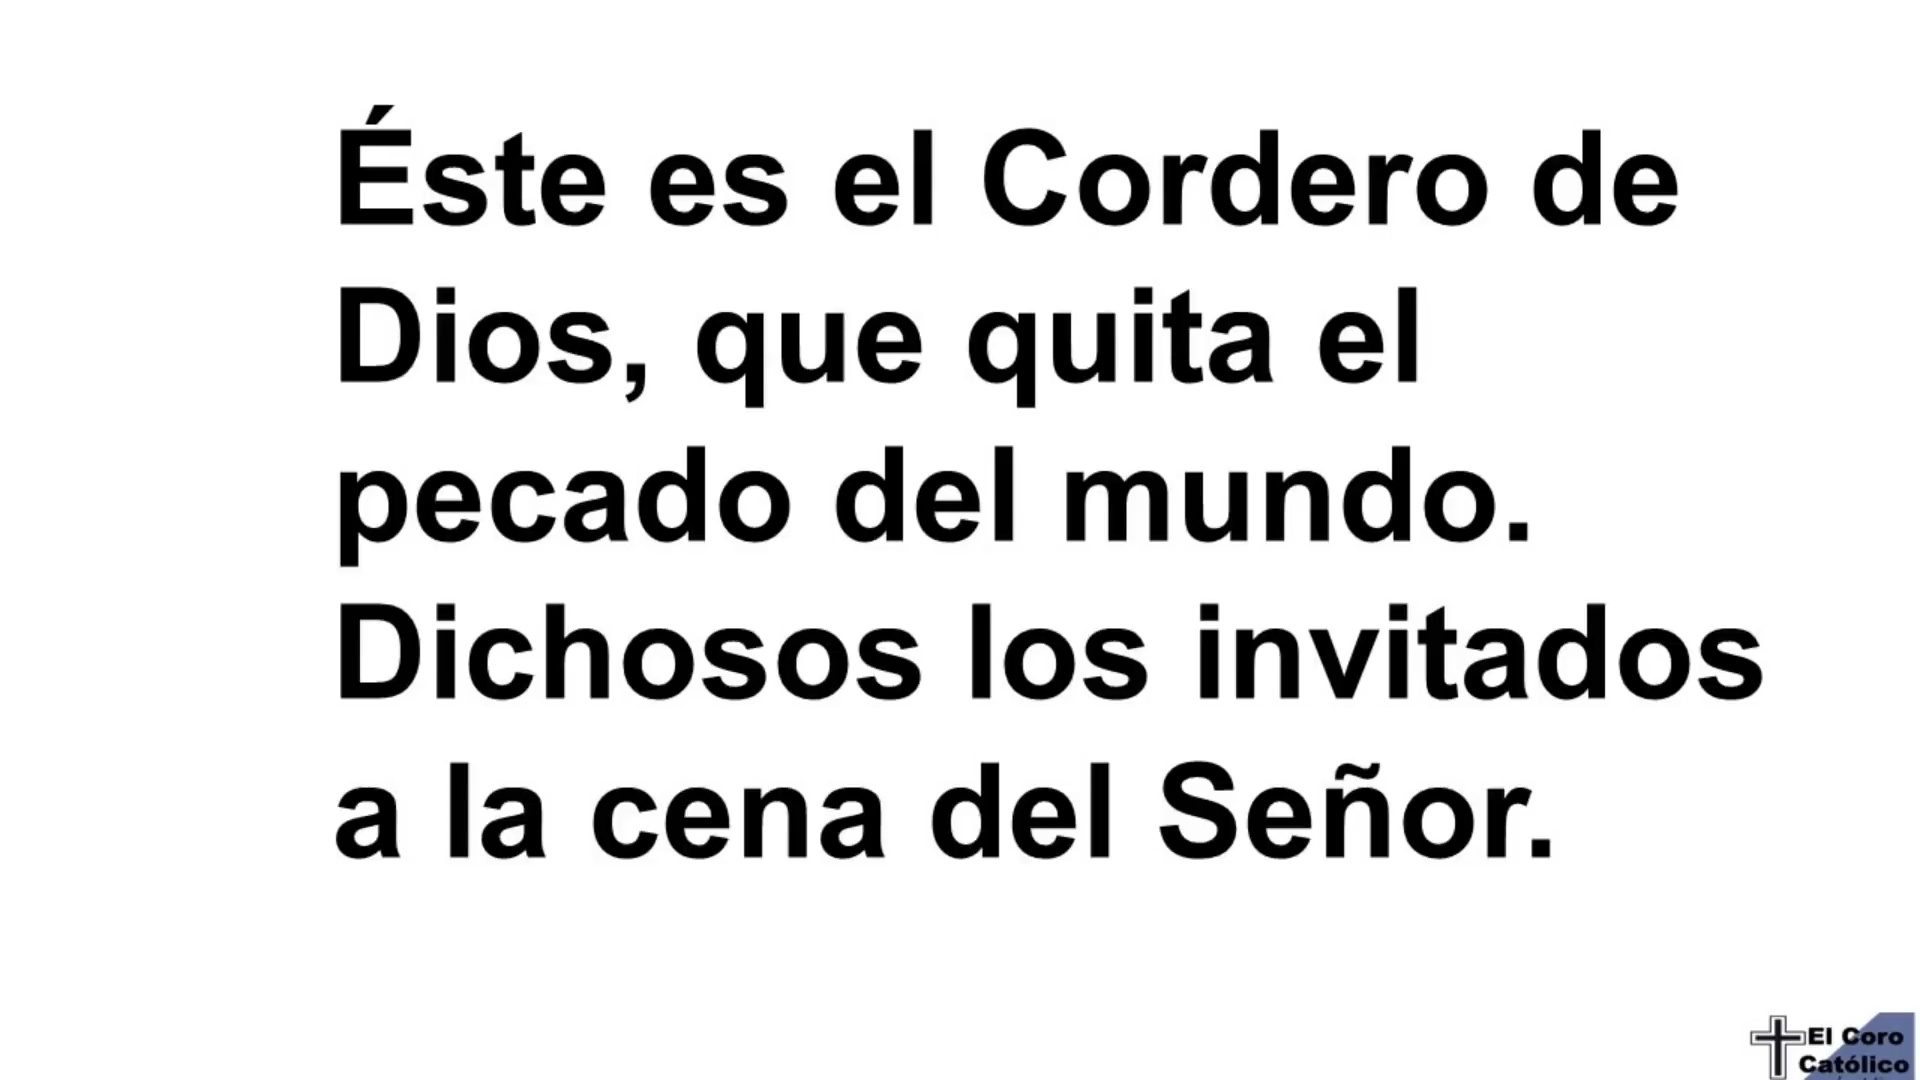 Éste es el Cordero de
Dios, que quita el
pecado del mundo.
Dichosos los invitados
a la cena del Señor.
El Coro
Católico